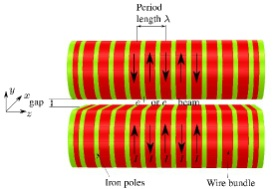 Period
length λ
y
x
gap
z
e⁺ or e⁻ beam
Iron poles
Wire bundle